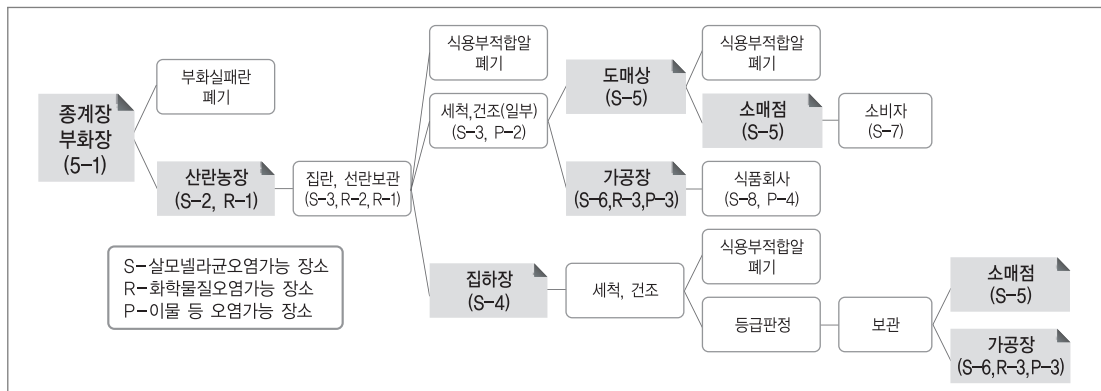 종계장
부화장
(5-1)
부화실패란
폐기
산란농장
(S-2, R-1)
집란, 선란보관
(S-3, R-2, R-1)
식용부적합알
폐기
세척,건조(일부)
(S-3, P-2)
도매상
(S-5)
식용부적합알
폐기
소매점
(S-5)
소비자
(S-7)
가공장
(S-6,R-3,P-3)
식품회사
(S-8, P-4)
집하장
(S-4)
세척, 건조
식용부적합알
폐기
등급판정
보관
소매점
(S-5)
가공장
(S-6,R-3,P-3)
S-살모넬라균오염가능 장소
R-화학물질오염가능 장소
P-이물 등 오염가능 장소